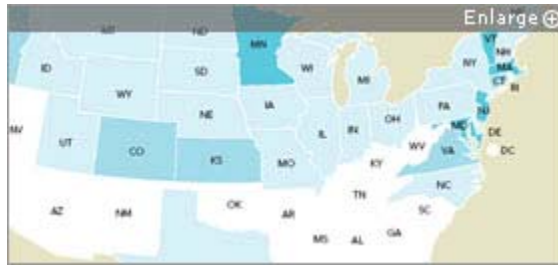 Enlarge
MT
ND
MN
VT
NH
ID
SD
WI
NY
MA
MI
CT
RI
WY
IA
PA
NJ
NV
NE
OH
UT
IL
IN
MD
DE
CO
KS
MO
WV
VA
DC
KY
NC
TN
AZ
NM
OK
AR
SC
MS
AL
GA